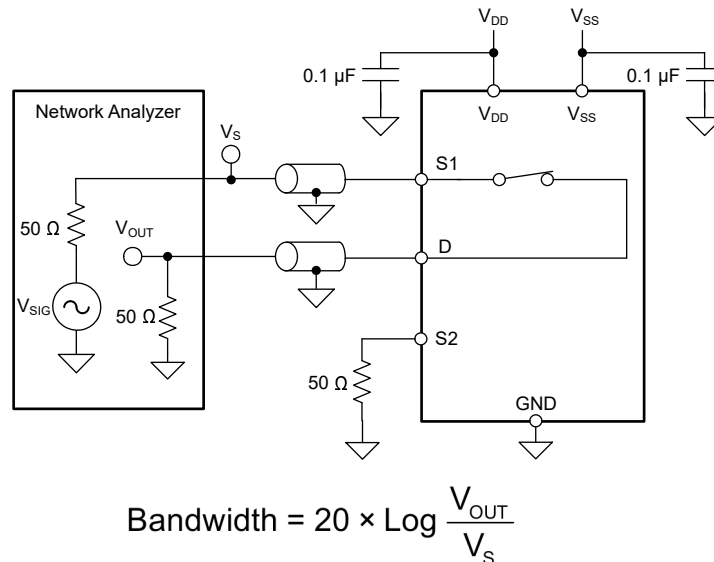 V_DD
V_SS
0.1 µF
0.1 µF
Network Analyzer
V_DD
V_SS
V_S
S1
50 Ω
V_OUT
D
V_SIG
50 Ω
S2
50 Ω
GND
Bandwidth = 20 × Log V_OUT / V_S